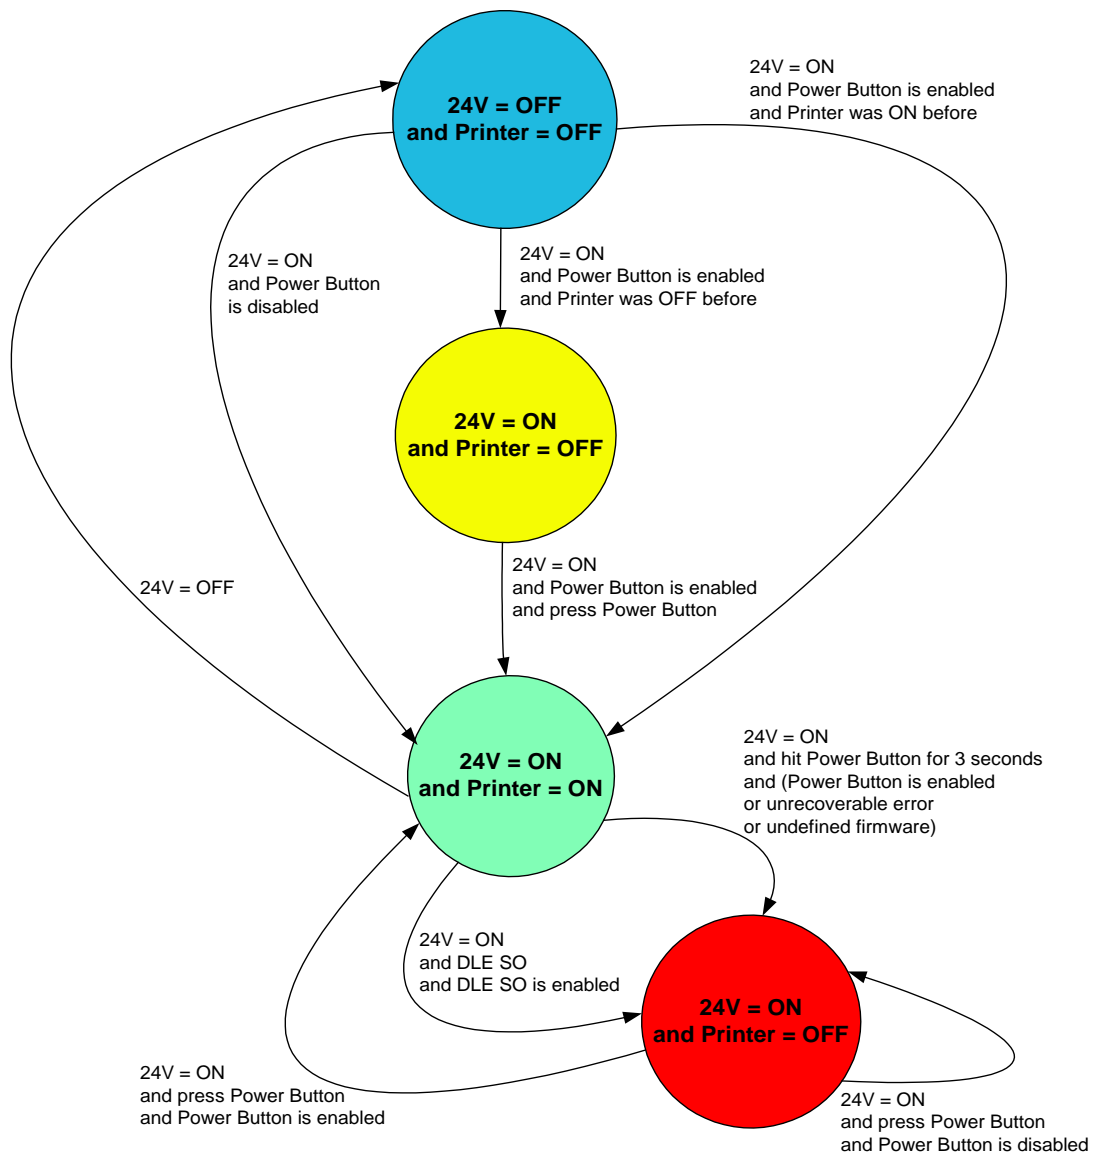 24V = OFF
and Printer = OFF
24V = ON
and Power Button is enabled
and Printer was ON before
24V = ON
and Power Button
is disabled
24V = ON
and Power Button is enabled
and Printer was OFF before
24V = ON
and Printer = OFF
24V = OFF
24V = ON
and Power Button is enabled
and press Power Button
24V = ON
and Printer = ON
24V = ON
and hit Power Button for 3 seconds
and (Power Button is enabled
or unrecoverable error
or undefined firmware)
24V = ON
and DLE SO
and DLE SO is enabled
24V = ON
and Printer = OFF
24V = ON
and press Power Button
and Power Button is enabled
24V = ON
and press Power Button
and Power Button is disabled